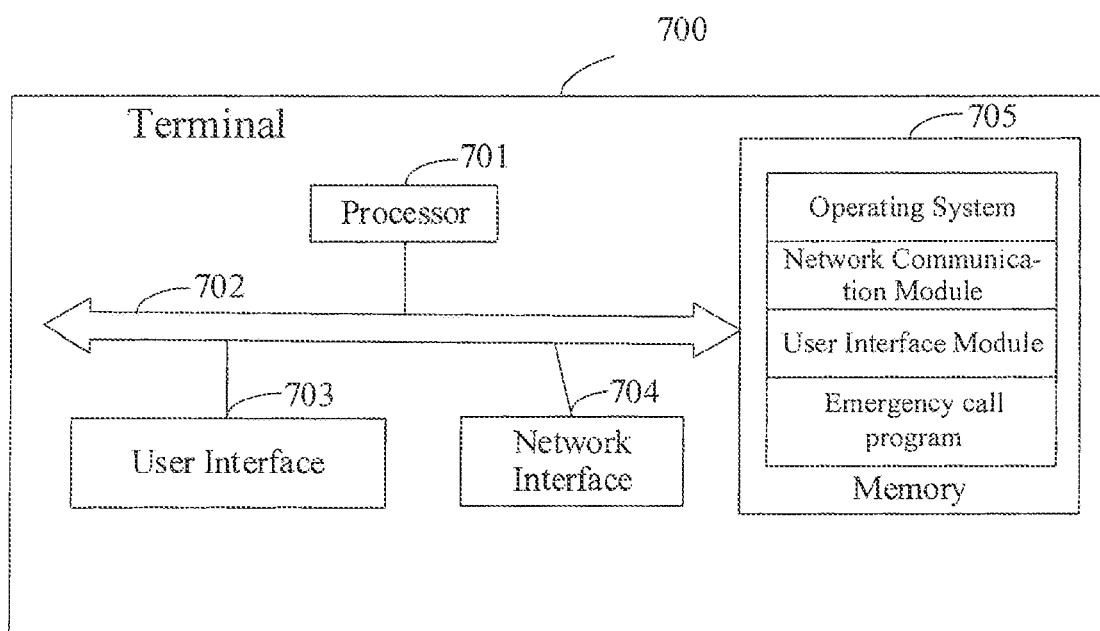 700
Terminal
705
701
Processor
Operating System
Network Communica-
tion Module
702
User Interface Module
703
704
Emergency call
program
User Interface
Network
Interface
Memory